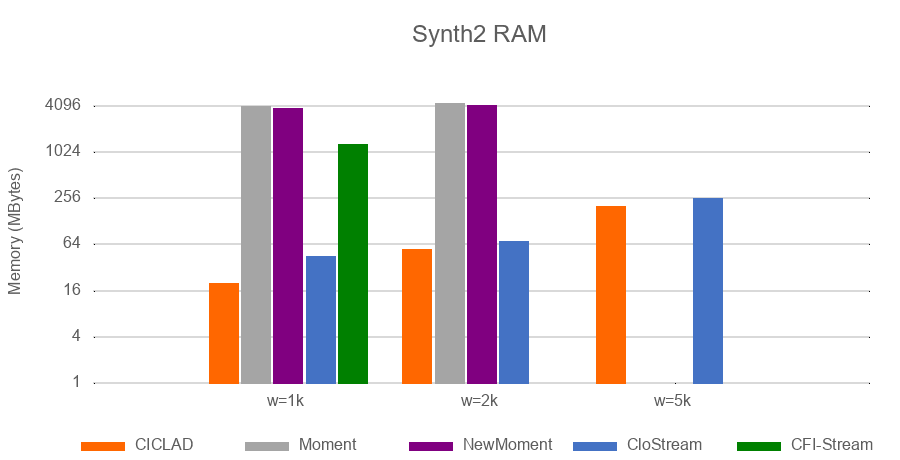 Synth2 RAM
Memory (MBytes)
4096
1024
256
64
16
4
1
w=1k w=2k w=5k
CICLAD Moment NewMoment CloStream CFI-Stream